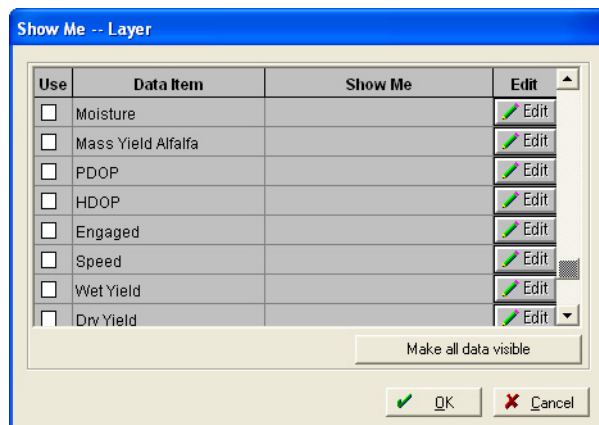 Show Me -- Layer
Use Data Item Show Me Edit
Moisture Edit
Mass Yield Alfalfa Edit
PDOP Edit
HDOP Edit
Engaged Edit
Speed Edit
Wet Yield Edit
Dry Yield Edit
Make all data visible
OK Cancel